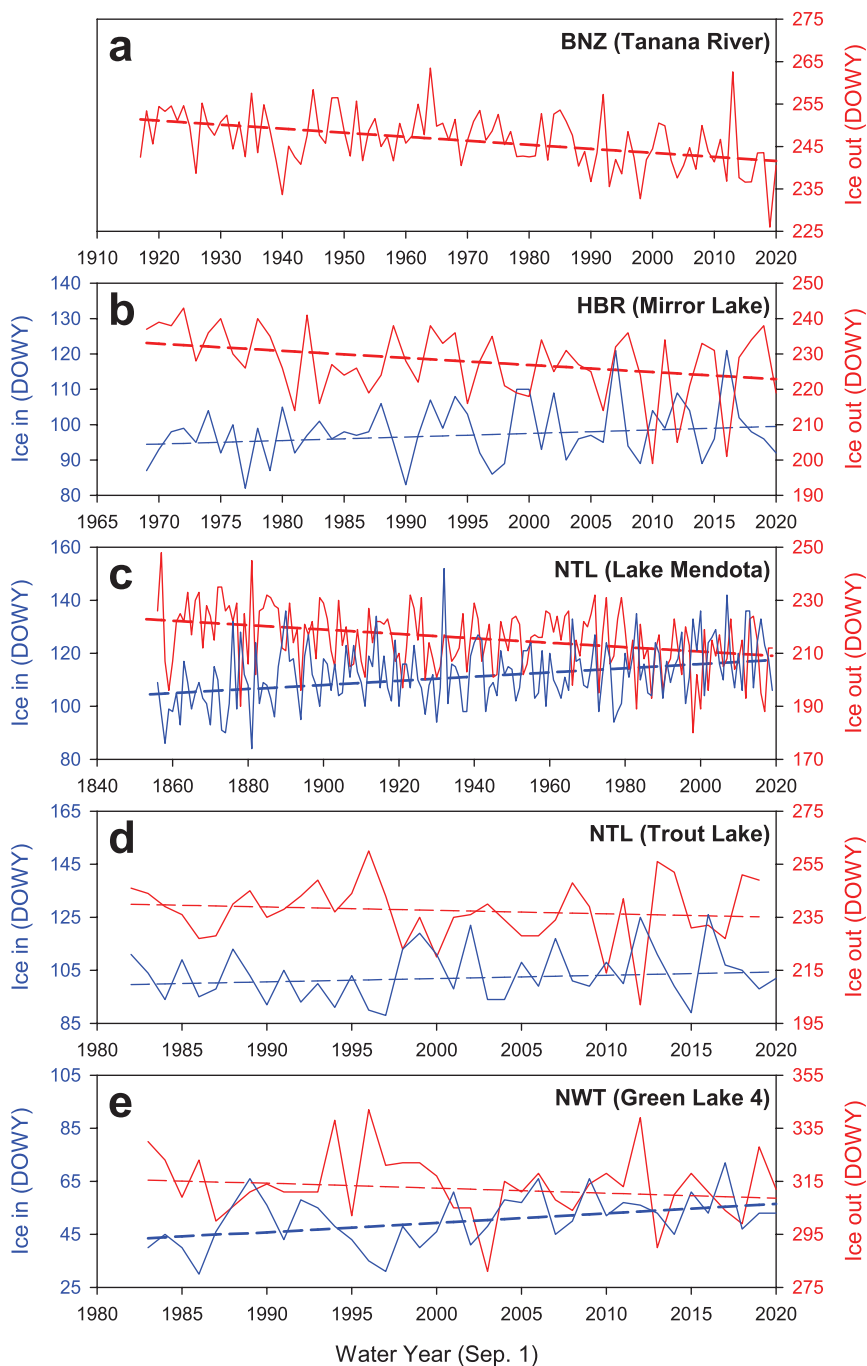 a
BNZ (Tanana River)
275
265
255
245
235
225
Ice out (DOWY)
1910 1920 1930 1940 1950 1960 1970 1980 1990 2000 2010 2020
b
HBR (Mirror Lake)
140
130
120
110
100
90
80
Ice in (DOWY)
250
240
230
220
210
200
190
Ice out (DOWY)
1965 1970 1975 1980 1985 1990 1995 2000 2005 2010 2015 2020
c
NTL (Lake Mendota)
160
140
120
100
80
Ice in (DOWY)
250
230
210
190
170
Ice out (DOWY)
1840 1860 1880 1900 1920 1940 1960 1980 2000 2020
d
NTL (Trout Lake)
165
145
125
105
85
Ice in (DOWY)
275
255
235
215
195
Ice out (DOWY)
1980 1985 1990 1995 2000 2005 2010 2015 2020
e
NWT (Green Lake 4)
105
85
65
45
25
Ice in (DOWY)
355
335
315
295
275
Ice out (DOWY)
1980 1985 1990 1995 2000 2005 2010 2015 2020
Water Year (Sep. 1)